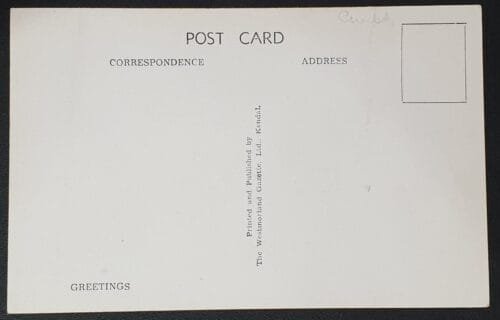 POST CARD
CORRESPONDENCE
ADDRESS
Printed and Published by
The Westmorland Gazette, Ltd., Kendal.
GREETINGS